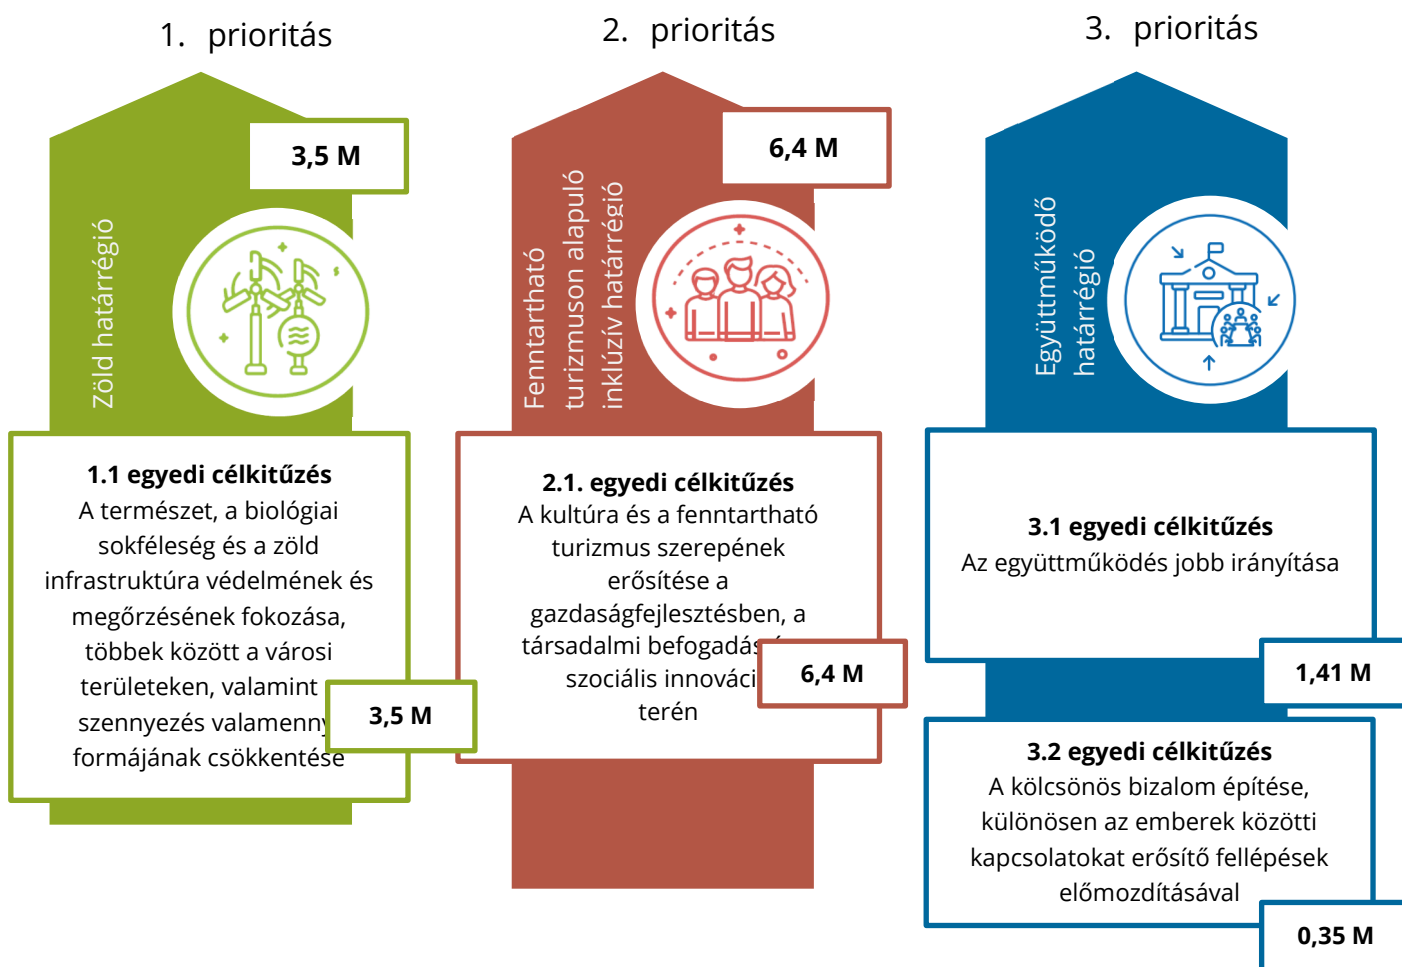 1. prioritás
3,5 M
Zöld határrégió
1.1 egyedi célkitűzés
A természet, a biológiai
sokféleség és a zöld
infrastruktúra védelmének és
megőrzésének fokozása,
többek között a városi
területeken, valamint
szennyezés
formájának csökkentése
3,5 M
2. prioritás
6,4 M
Fenntartható
turizmuson alapuló
inklúzív határrégió
2.1. egyedi célkitűzés
A kultúra és a fenntartható
turizmus szerepének
erősítése a
gazdaságfejlesztésben, a
társadalmi
szociális
terén
6,4 M
3. prioritás
Együttműködő
határrégió
3.1 egyedi célkitűzés
Az együttműködés jobb irányítása
1,41 M
3.2 egyedi célkitűzés
A kölcsönös bizalom építése,
különösen az emberek közötti
kapcsolatokat erősítő fellépések
előmozdításával
0,35 M